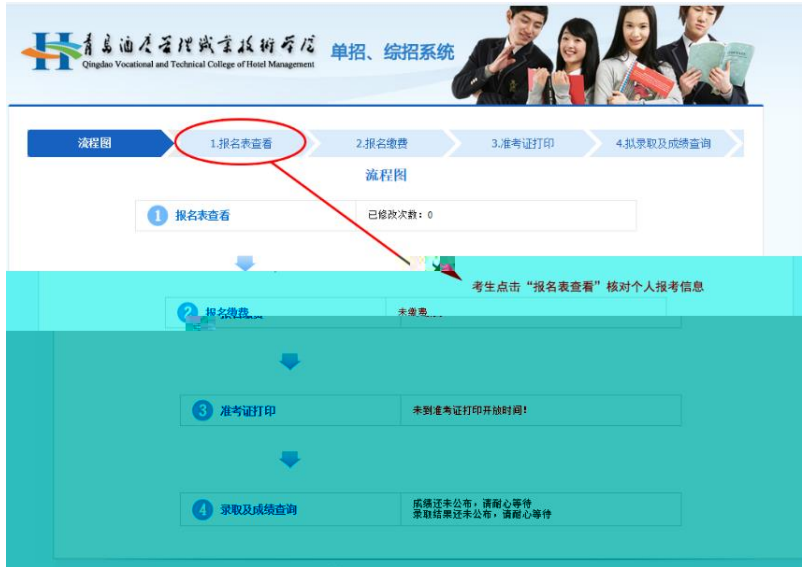 青岛酒店管理职业技术学院
Qingdao Vocational and Technical College of Hotel Management
单招、综招系统
流程图 1.报名表查看 2.报名缴费 3.准考证打印 4.拟录取及成绩查询
流程图
1 报名表查看 已修改次数：0
考生点击“报名表查看”核对个人报考信息
2 报名缴费 未缴费
3 准考证打印 未到准考证打印开放时间!
4 录取及成绩查询 成绩还未公布，请耐心等待
录取结果还未公布，请耐心等待